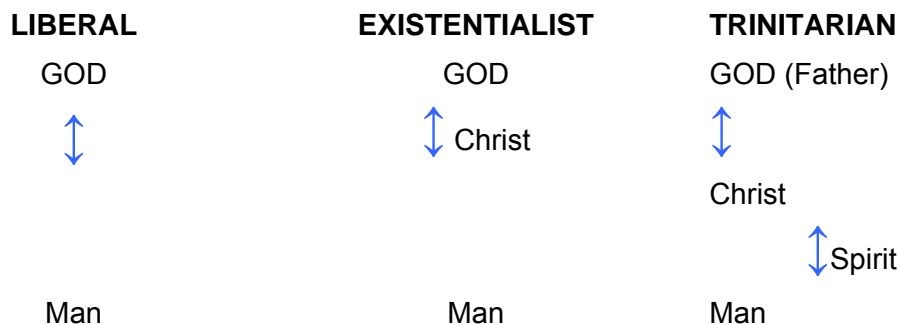 LIBERAL EXISTENTIALIST TRINITARIAN
GOD GOD GOD (Father)
Christ
Christ
Spirit
Man Man Man